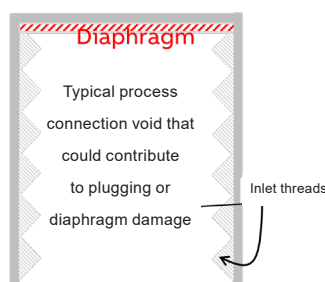 Diaphragm
Typical process
connection void that
could contribute
to plugging or
diaphragm damage
Inlet threads